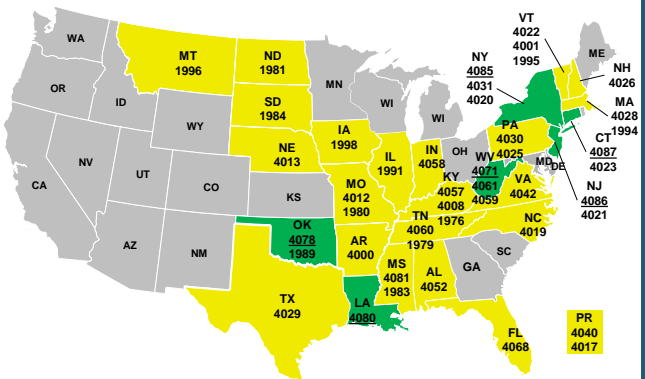 WA
OR
CA
ID
NV
AZ
UT
MT
1996
WY
CO
NM
ND
1981
SD
1984
NE
4013
KS
OK
4078
1989
TX
4029
MN
IA
1998
MO
4012
1980
AR
4000
LA
4080
WI
IL
1991
WI
IN
4058
OH
KY
4057
4008
1976
TN
4060
1979
MS
4081
1983
AL
4052
GA
FL
4068
SC
NC
4019
VA
4042
WV
4071
4061
4059
PA
4030
4025
NY
4085
4031
4020
VT
4022
4001
1995
ME
NH
4026
MA
4028
1994
CT
4087
4023
NJ
4086
4021
MD
DE
PR
4040
4017